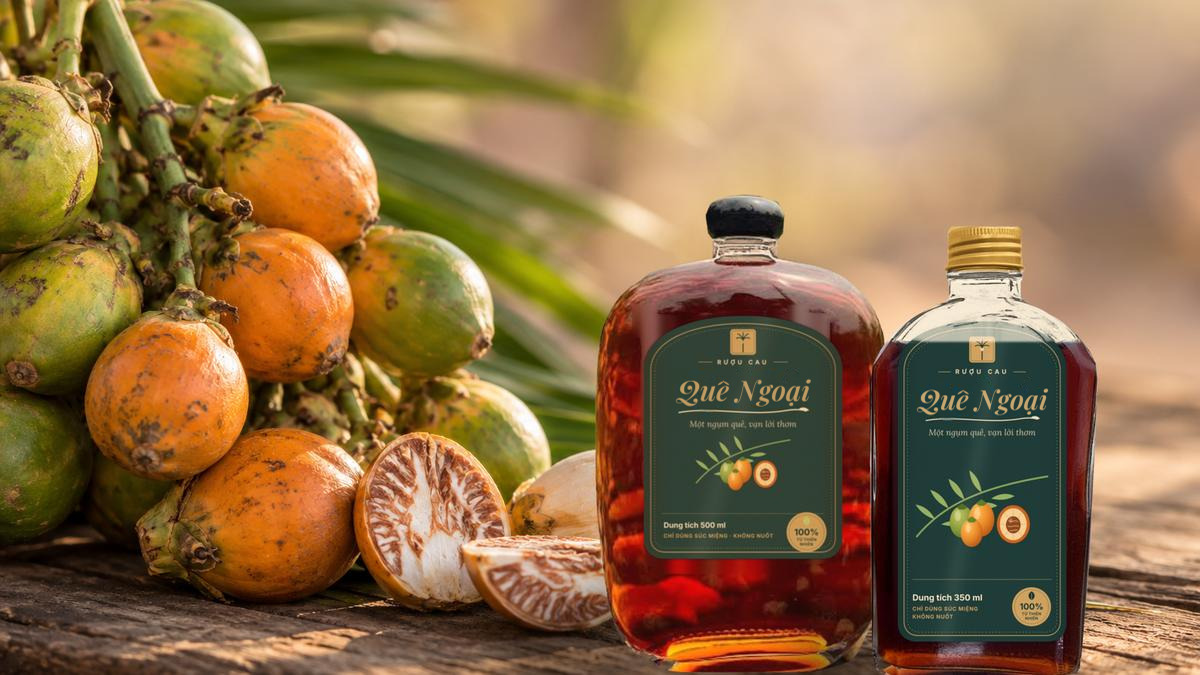 RƯỢU CAU
Quê Ngoại
Một ngụm quê, vạn lời thơm
Dung tích 500 ml
CHỈ DÙNG SÚC MIỆNG - KHÔNG NUỐT
100%
TỪ THIÊN
NHIÊN
RƯỢU CAU
Quê Ngoại
Một ngụm quê, vạn lời thơm
Dung tích 350 ml
CHỈ DÙNG SÚC MIỆNG
KHÔNG NUỐT
100%
TỪ THIÊN
NHIÊN